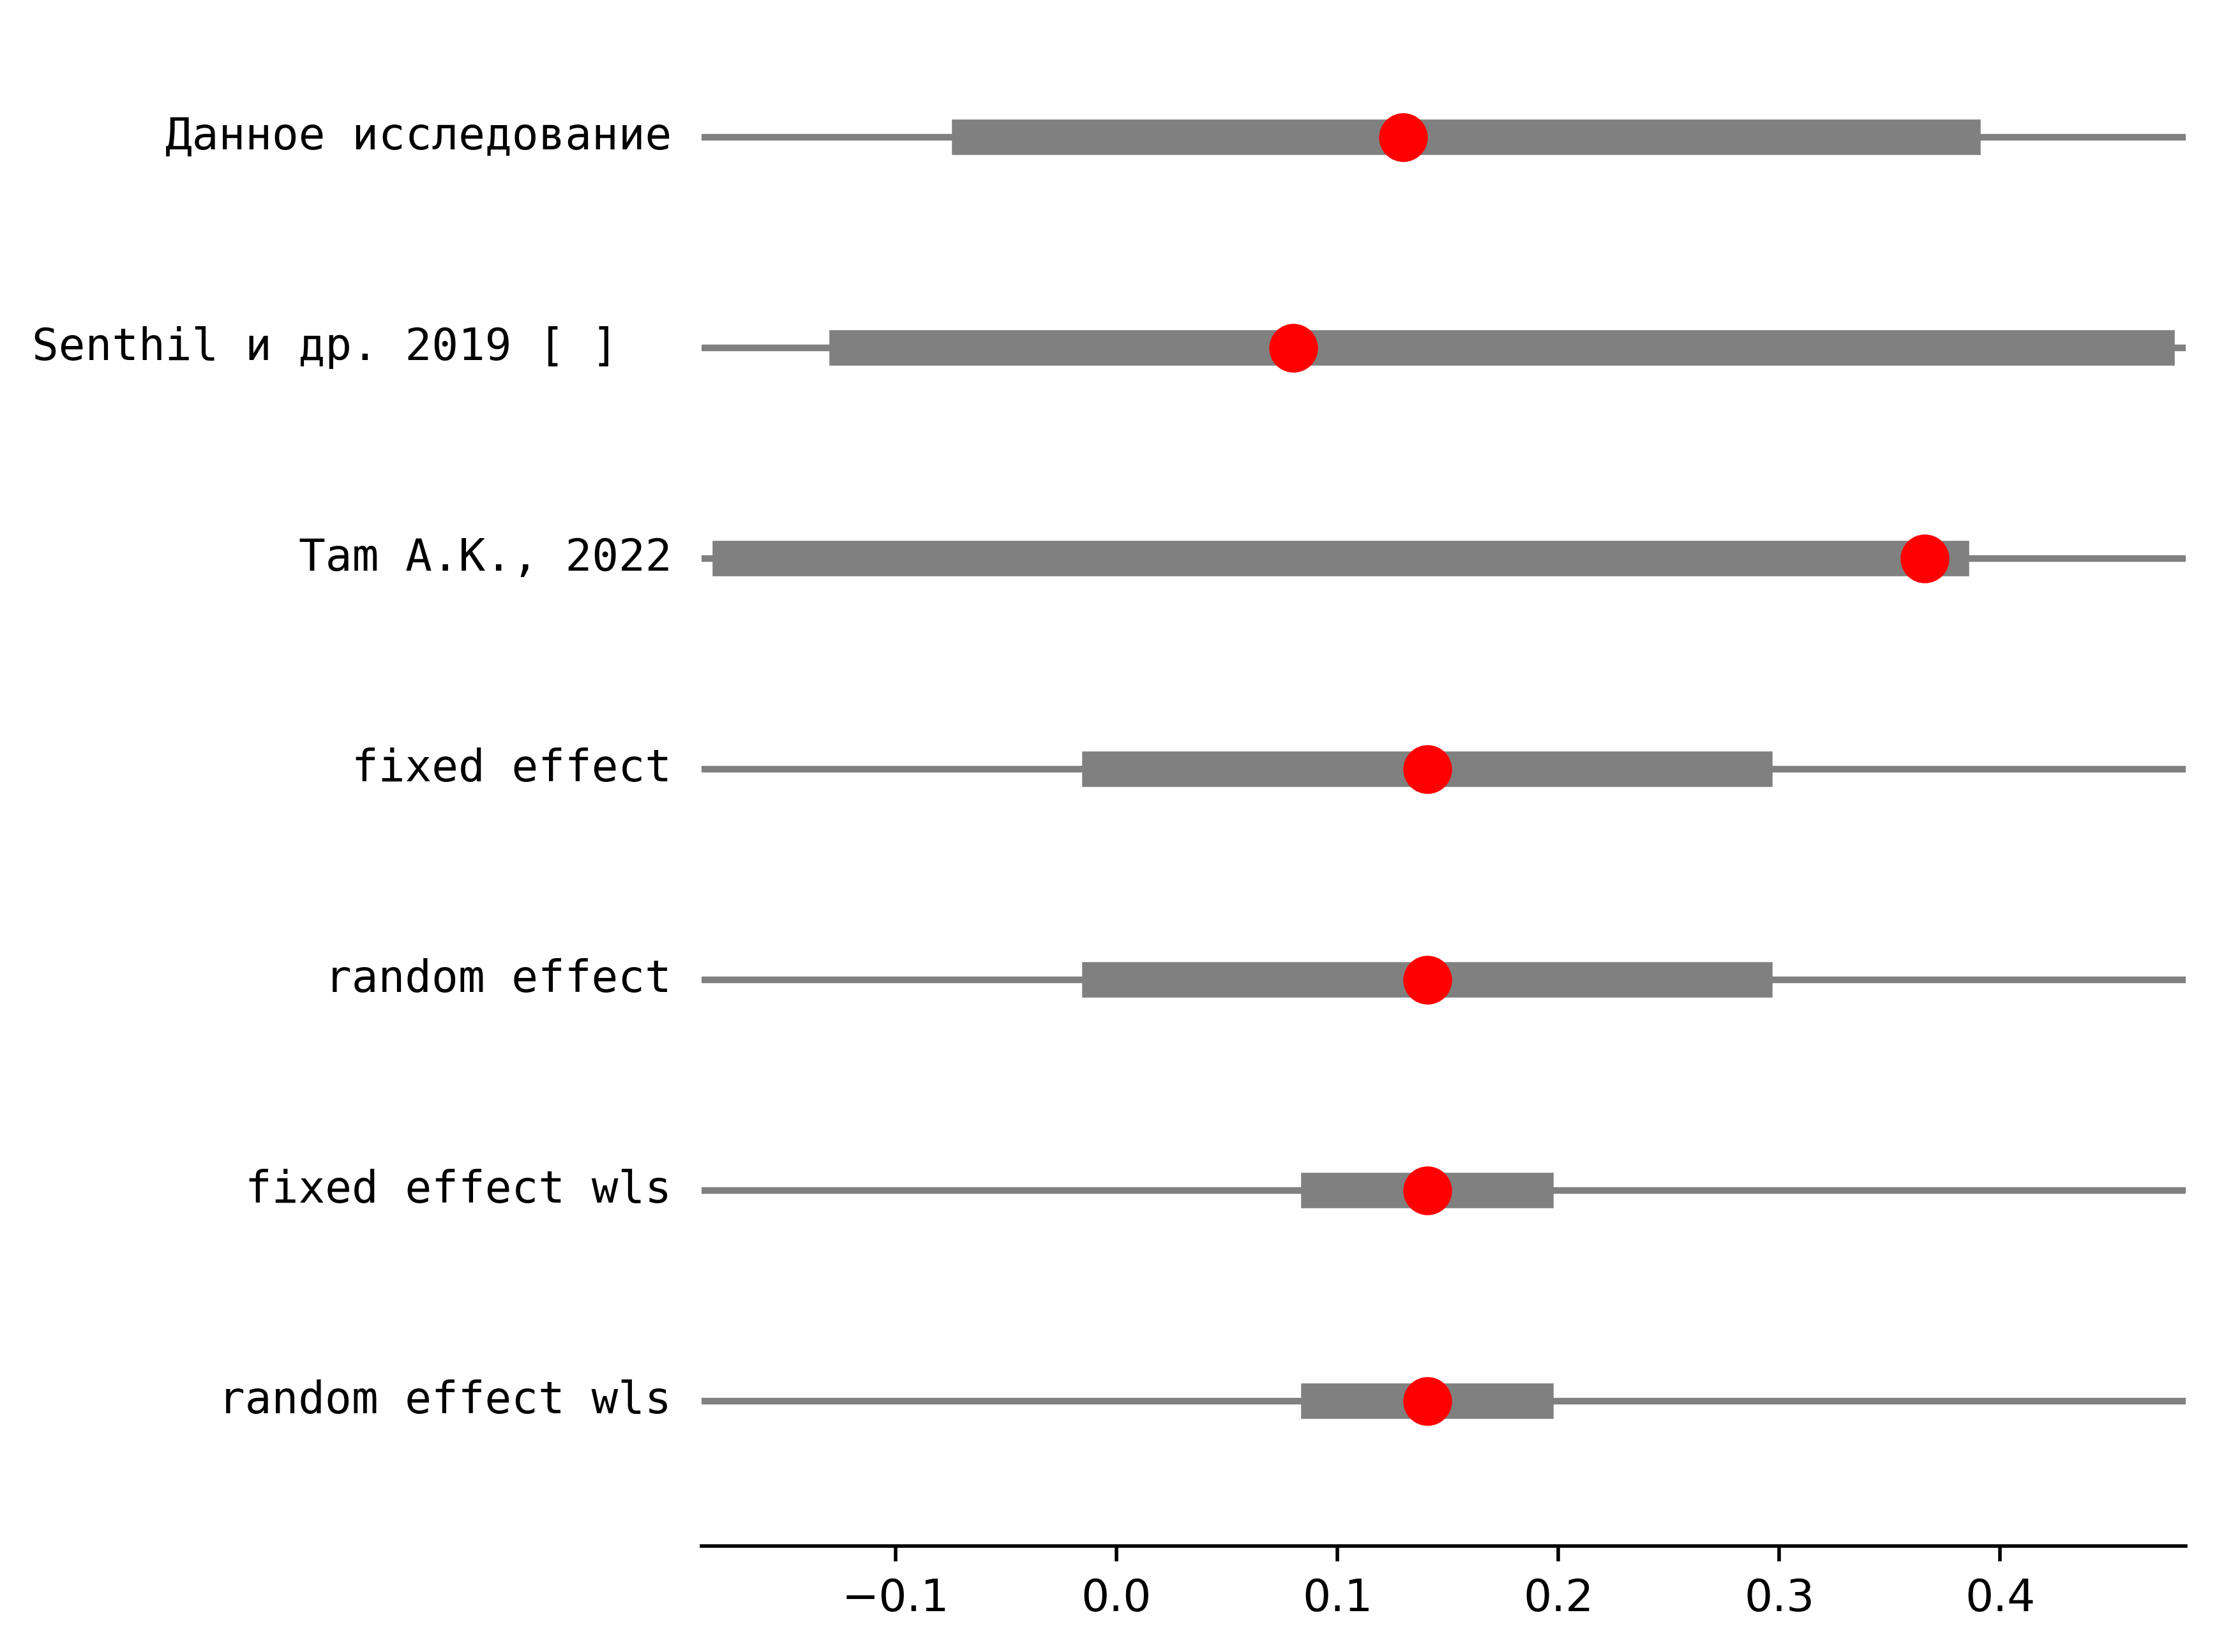 Данное исследование
Senthil и др. 2019 [ ]
Tam A.K., 2022
fixed effect
random effect
fixed effect wls
random effect wls
−0.1 0.0 0.1 0.2 0.3 0.4